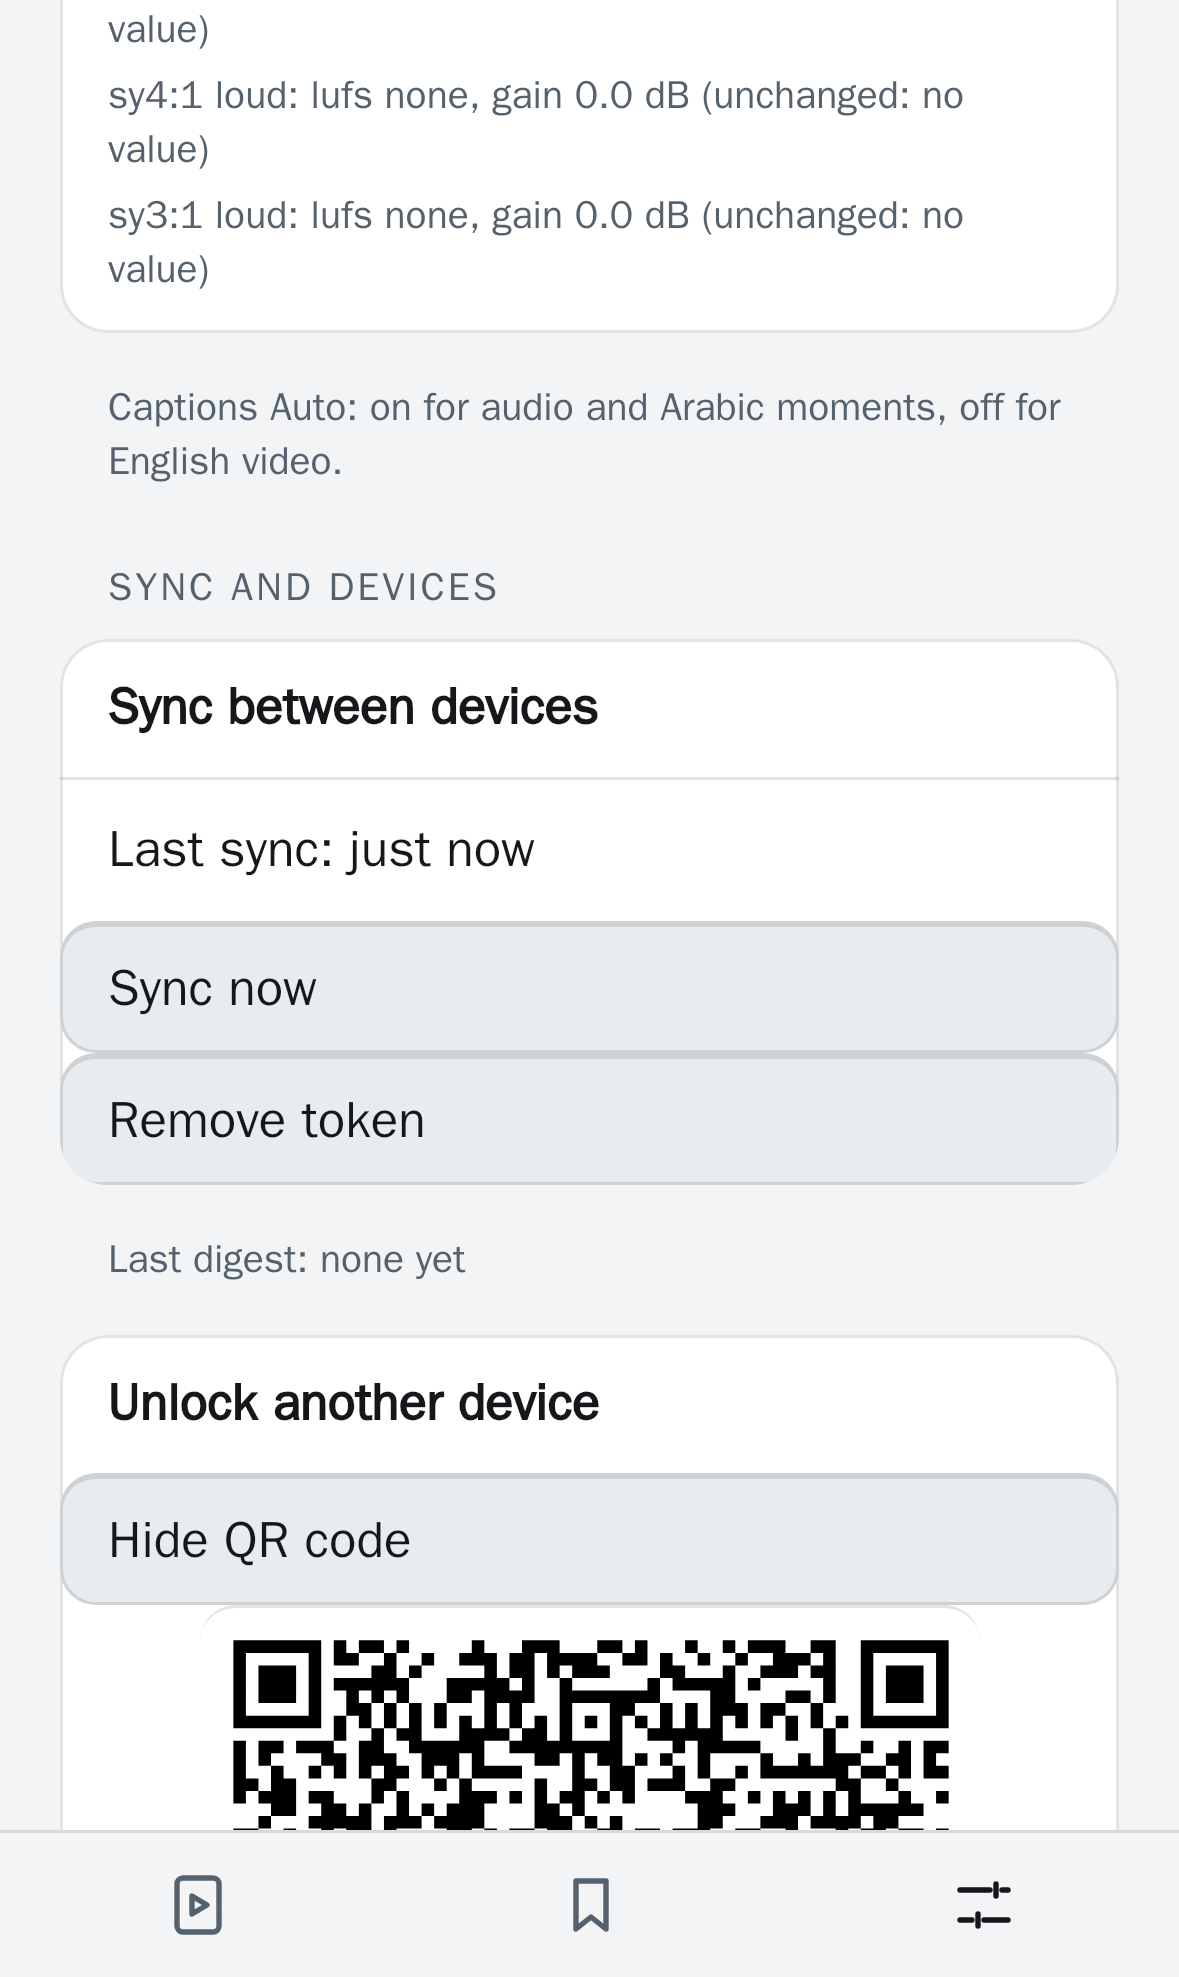 value)
sy4:1 loud: lufs none, gain 0.0 dB (unchanged: no
value)
sy3:1 loud: lufs none, gain 0.0 dB (unchanged: no
value)
Captions Auto: on for audio and Arabic moments, off for
English video.
SYNC AND DEVICES
Sync between devices
Last sync: just now
Sync now
Remove token
Last digest: none yet
Unlock another device
Hide QR code